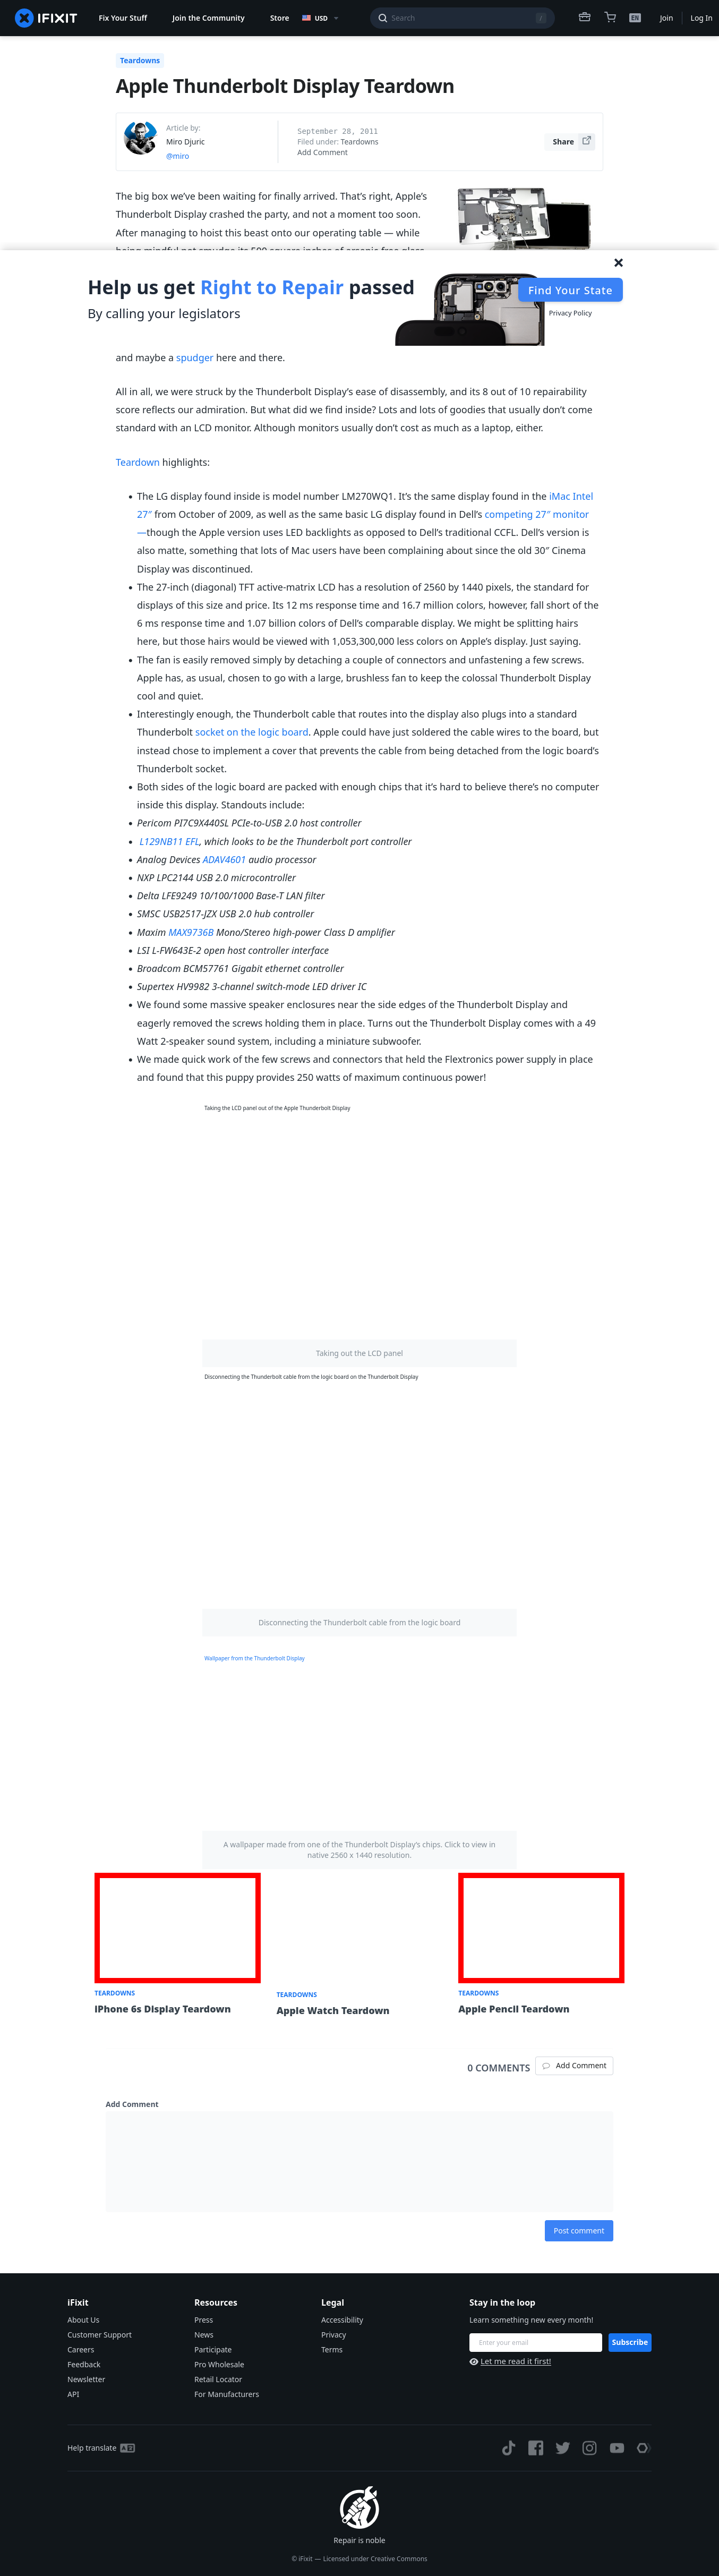 IFIXIT
Fix Your Stuff
Join the Community
Store
USD
Search
/
EN
Join
Log In
Teardowns
Apple Thunderbolt Display Teardown
Article by:
Miro Djuric
@miro
September 28, 2011
Filed under: Teardowns
Add Comment
Share
The big box we’ve been waiting for finally arrived. That’s right, Apple’s
Thunderbolt Display crashed the party, and not a moment too soon.
After managing to hoist this beast onto our operating table — while
Help us get Right to Repair passed
By calling your legislators
Find Your State
Privacy Policy
and maybe a spudger here and there.
All in all, we were struck by the Thunderbolt Display’s ease of disassembly, and its 8 out of 10 repairability
score reflects our admiration. But what did we find inside? Lots and lots of goodies that usually don’t come
standard with an LCD monitor. Although monitors usually don’t cost as much as a laptop, either.
Teardown highlights:
The LG display found inside is model number LM270WQ1. It’s the same display found in the iMac Intel
27″ from October of 2009, as well as the same basic LG display found in Dell’s competing 27″ monitor
—though the Apple version uses LED backlights as opposed to Dell’s traditional CCFL. Dell’s version is
also matte, something that lots of Mac users have been complaining about since the old 30″ Cinema
Display was discontinued.
The 27-inch (diagonal) TFT active-matrix LCD has a resolution of 2560 by 1440 pixels, the standard for
displays of this size and price. Its 12 ms response time and 16.7 million colors, however, fall short of the
6 ms response time and 1.07 billion colors of Dell’s comparable display. We might be splitting hairs
here, but those hairs would be viewed with 1,053,300,000 less colors on Apple’s display. Just saying.
The fan is easily removed simply by detaching a couple of connectors and unfastening a few screws.
Apple has, as usual, chosen to go with a large, brushless fan to keep the colossal Thunderbolt Display
cool and quiet.
Interestingly enough, the Thunderbolt cable that routes into the display also plugs into a standard
Thunderbolt socket on the logic board. Apple could have just soldered the cable wires to the board, but
instead chose to implement a cover that prevents the cable from being detached from the logic board’s
Thunderbolt socket.
Both sides of the logic board are packed with enough chips that it’s hard to believe there’s no computer
inside this display. Standouts include:
Pericom PI7C9X440SL PCIe-to-USB 2.0 host controller
L129NB11 EFL, which looks to be the Thunderbolt port controller
Analog Devices ADAV4601 audio processor
NXP LPC2144 USB 2.0 microcontroller
Delta LFE9249 10/100/1000 Base-T LAN filter
SMSC USB2517-JZX USB 2.0 hub controller
Maxim MAX9736B Mono/Stereo high-power Class D amplifier
LSI L-FW643E-2 open host controller interface
Broadcom BCM57761 Gigabit ethernet controller
Supertex HV9982 3-channel switch-mode LED driver IC
We found some massive speaker enclosures near the side edges of the Thunderbolt Display and
eagerly removed the screws holding them in place. Turns out the Thunderbolt Display comes with a 49
Watt 2-speaker sound system, including a miniature subwoofer.
We made quick work of the few screws and connectors that held the Flextronics power supply in place
and found that this puppy provides 250 watts of maximum continuous power!
Taking the LCD panel out of the Apple Thunderbolt Display
Taking out the LCD panel
Disconnecting the Thunderbolt cable from the logic board on the Thunderbolt Display
Disconnecting the Thunderbolt cable from the logic board
Wallpaper from the Thunderbolt Display
A wallpaper made from one of the Thunderbolt Display’s chips. Click to view in
native 2560 x 1440 resolution.
TEARDOWNS
iPhone 6s Display Teardown
TEARDOWNS
Apple Watch Teardown
TEARDOWNS
Apple Pencil Teardown
0 COMMENTS
Add Comment
Add Comment
Post comment
iFixit
About Us
Customer Support
Careers
Feedback
Newsletter
API
Resources
Press
News
Participate
Pro Wholesale
Retail Locator
For Manufacturers
Legal
Accessibility
Privacy
Terms
Stay in the loop
Learn something new every month!
Enter your email
Subscribe
Let me read it first!
Help translate
Repair is noble
© iFixit — Licensed under Creative Commons